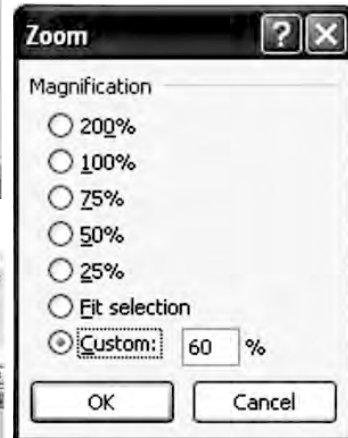 Zoom
Magnification
200%
100%
75%
50%
25%
Fit selection
Custom: 60 %
OK Cancel